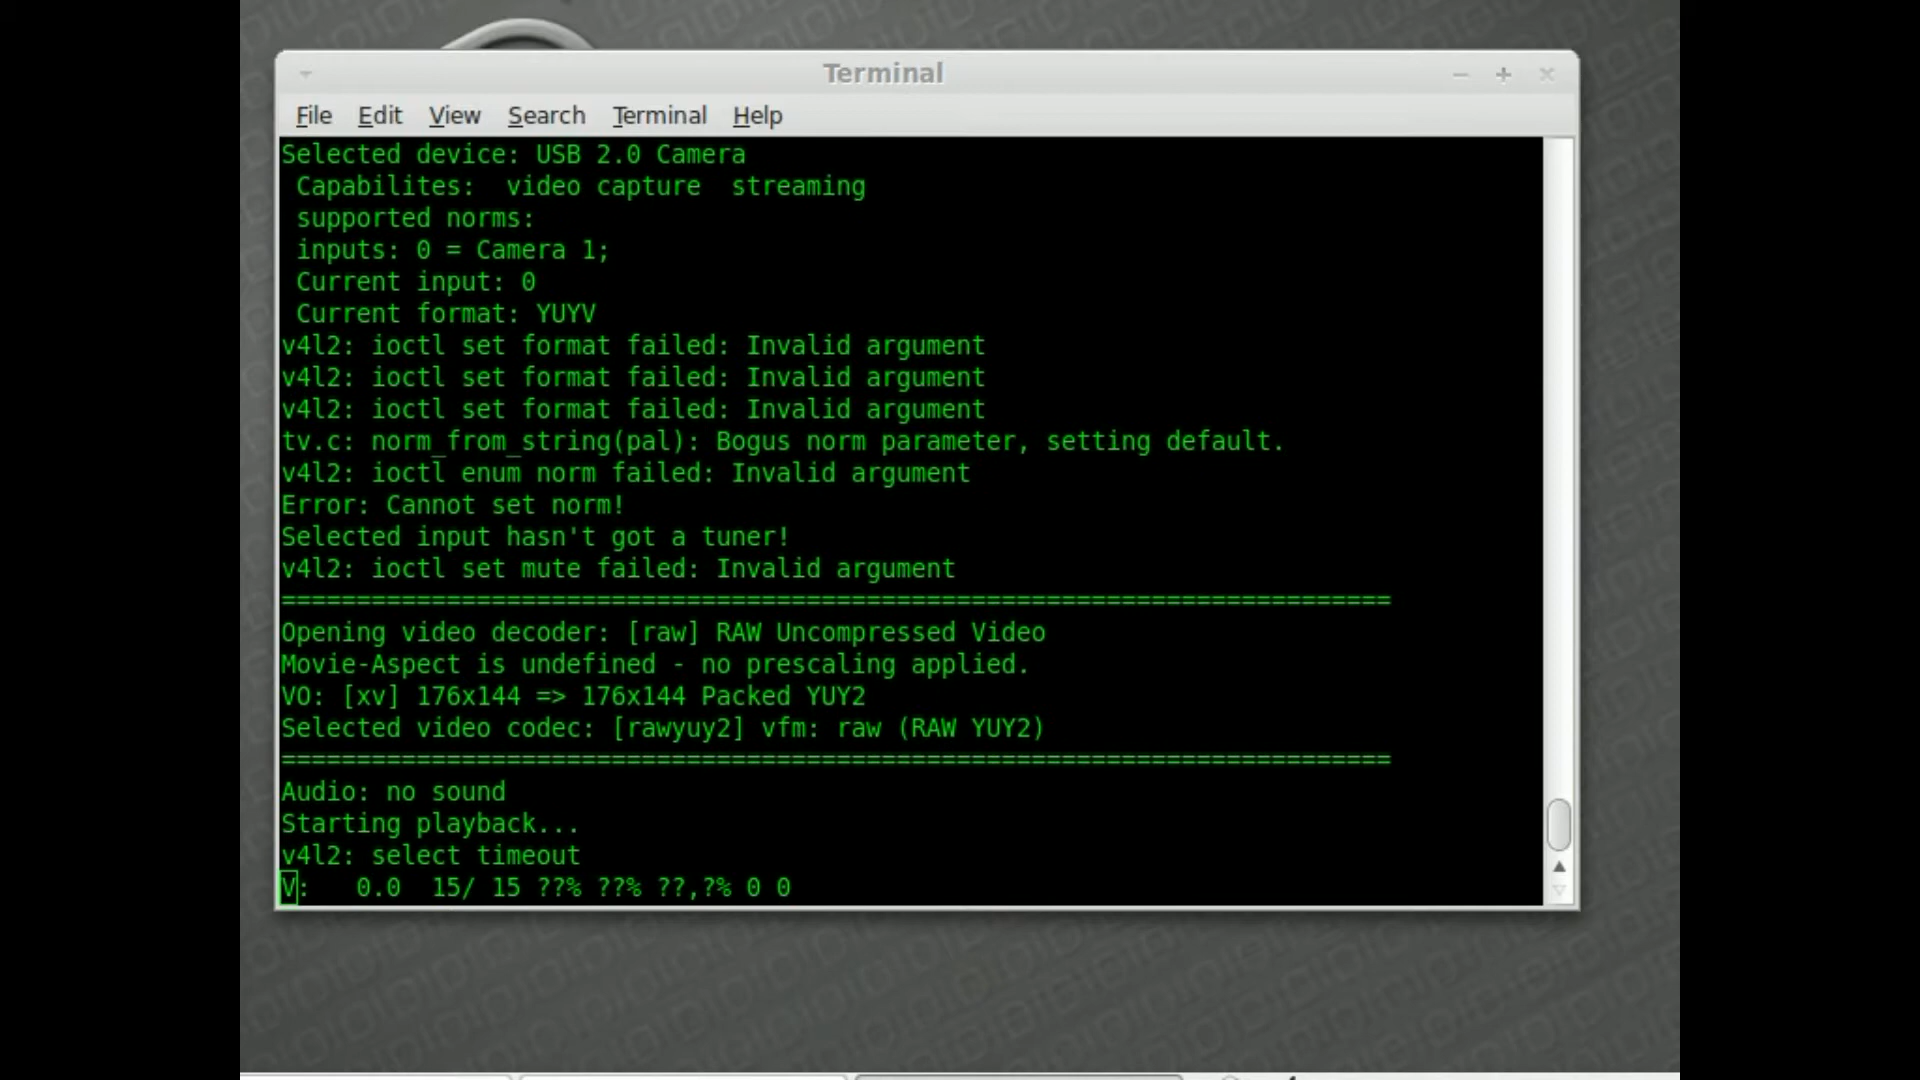 Terminal
File Edit View Search Terminal Help
Selected device: USB 2.0 Camera
Capabilites:  video capture  streaming
supported norms:
inputs: 0 = Camera 1;
Current input: 0
Current format: YUYV
v4l2: ioctl set format failed: Invalid argument
v4l2: ioctl set format failed: Invalid argument
v4l2: ioctl set format failed: Invalid argument
tv.c: norm_from_string(pal): Bogus norm parameter, setting default.
v4l2: ioctl enum norm failed: Invalid argument
Error: Cannot set norm!
Selected input hasn't got a tuner!
v4l2: ioctl set mute failed: Invalid argument
==========================================================================
Opening video decoder: [raw] RAW Uncompressed Video
Movie-Aspect is undefined - no prescaling applied.
VO: [xv] 176x144 => 176x144 Packed YUY2
Selected video codec: [rawyuy2] vfm: raw (RAW YUY2)
==========================================================================
Audio: no sound
Starting playback...
v4l2: select timeout
V:   0.0  15/ 15 ??% ??% ??,?% 0 0